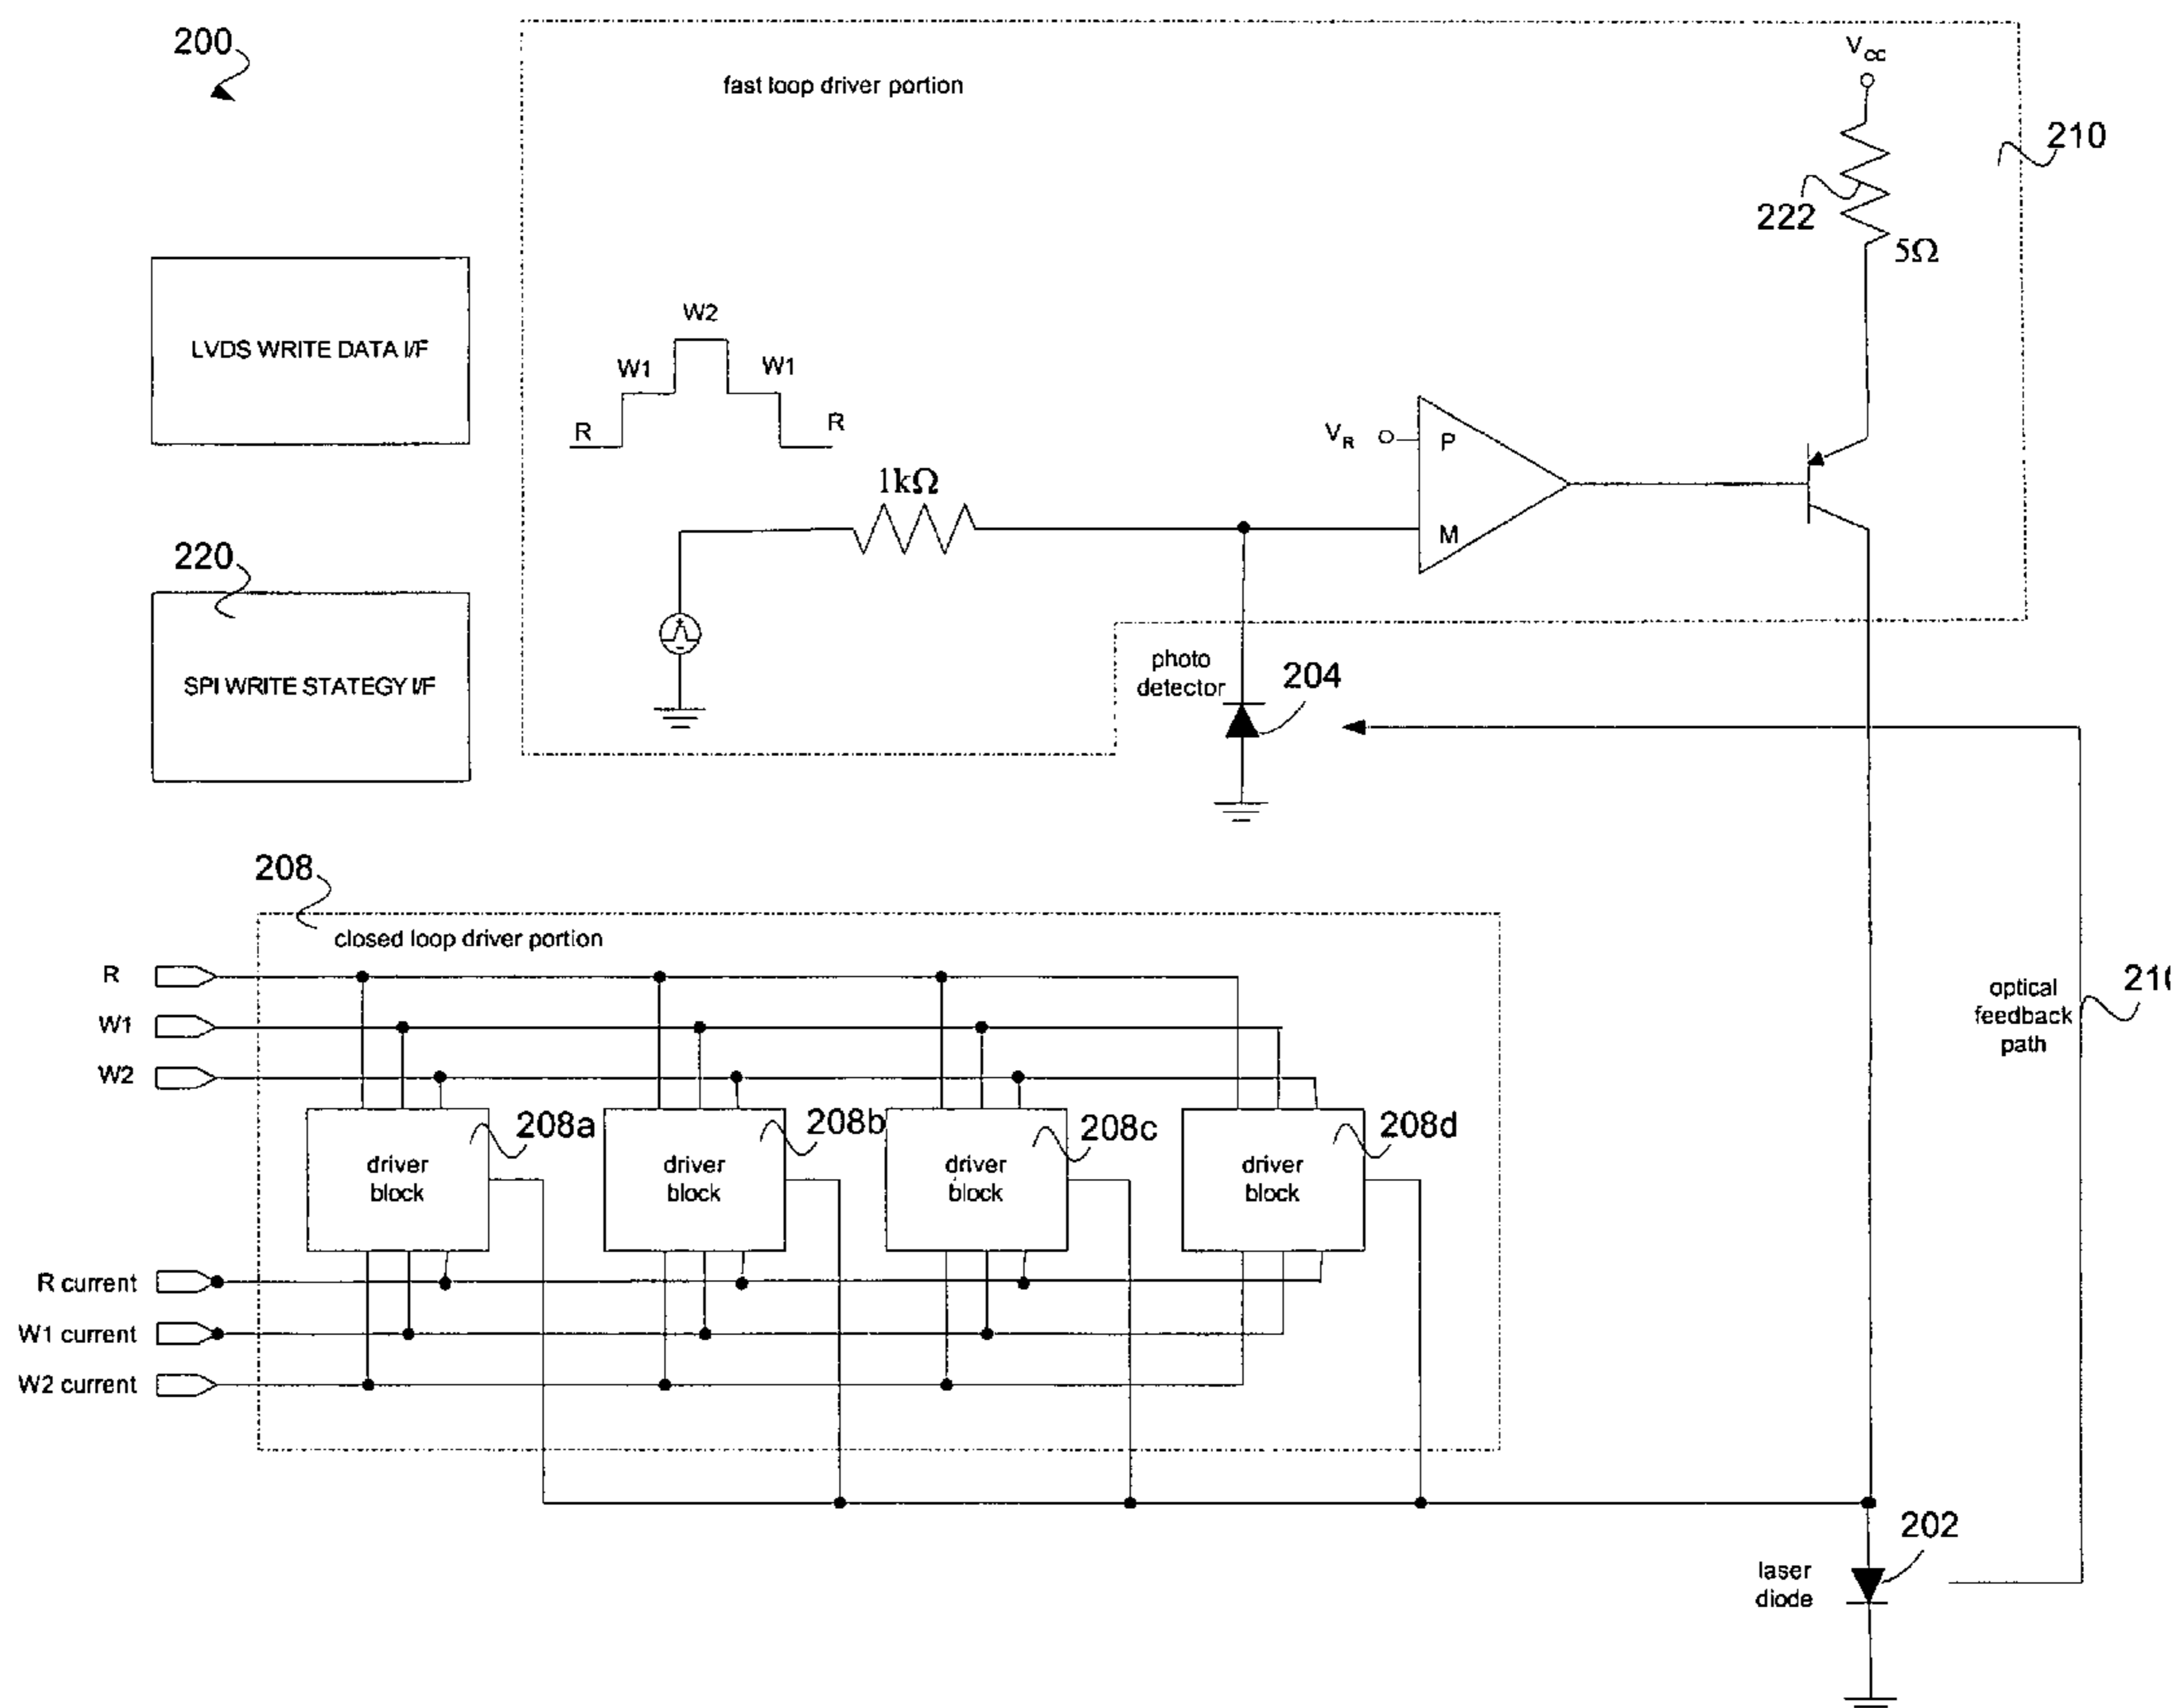 200
fast loop driver portion
VCC
210
222
5Ω
LVDS WRITE DATA I/F
W2
W1
W1
R
R
VR
P
1kΩ
M
220
SPI WRITE STATEGY I/F
photo
detector
204
208
closed loop driver portion
R
W1
W2
optical
feedback
path
208a
208b
208c
208d
driver
block
driver
block
driver
block
driver
block
R current
W1 current
W2 current
202
laser
diode